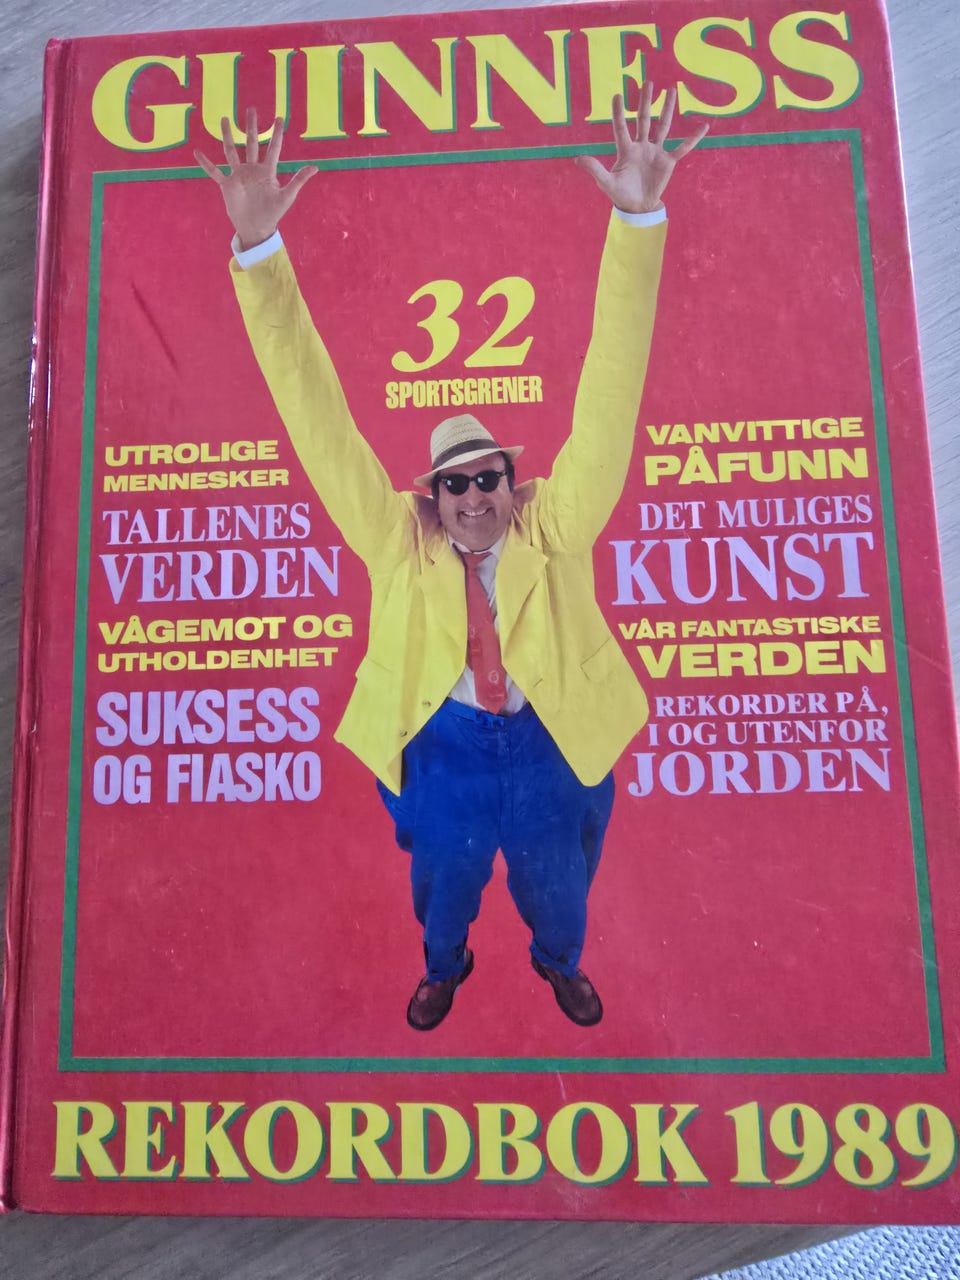 GUINNESS
32
SPORTSGRENER
UTROLIGE
MENNESKER
TALLENES
VERDEN
VÅGEMOT OG
UTHOLDENHET
SUKSESS
OG FIASKO
VANVITTIGE
PÅFUNN
DET MULIGES
KUNST
VÅR FANTASTISKE
VERDEN
REKORDER PÅ,
I OG UTENFOR
JORDEN
REKORDBOK 1989